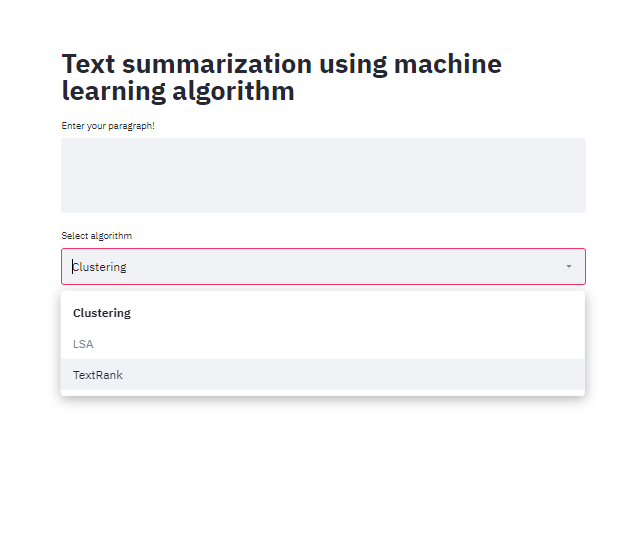 Text summarization using machine
learning algorithm
Enter your paragraph!
Select algorithm
Clustering
Clustering
LSA
TextRank